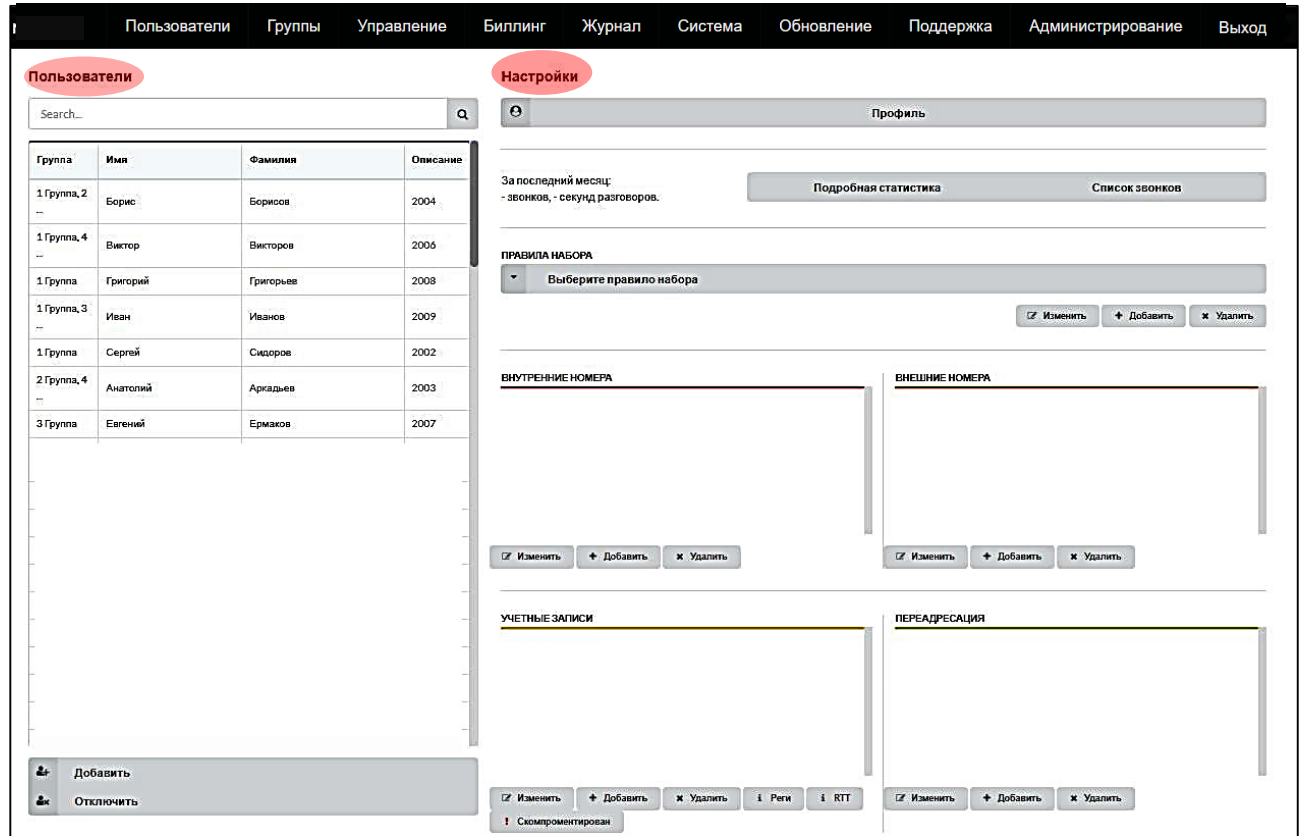 Пользователи Группы Управление Биллинг Журнал Система Обновление Поддержка Администрирование Выход
Пользователи
Search...
Группа Имя Фамилия Описание
1 Группа, 2
... Борис Борисов 2004
1 Группа, 4
... Виктор Викторов 2006
1 Группа Григорий Григорьев 2008
1 Группа, 3
... Иван Иванов 2009
1 Группа Сергей Сидоров 2002
2 Группа, 4
... Анатолий Аркадьев 2003
3 Группа Евгений Ермаков 2007
Добавить
Отключить
Настройки
Профиль
За последний месяц:
- звонков, - секунд разговоров.
Подробная статистика Список звонков
ПРАВИЛА НАБОРА
Выберите правило набора
Изменить Добавить Удалить
ВНУТРЕННИЕ НОМЕРА
Изменить Добавить Удалить
ВНЕШНИЕ НОМЕРА
Изменить Добавить Удалить
УЧЕТНЫЕ ЗАПИСИ
Изменить Добавить Удалить Реги RTT
Скомпроментирован
ПЕРЕАДРЕСАЦИЯ
Изменить Добавить Удалить